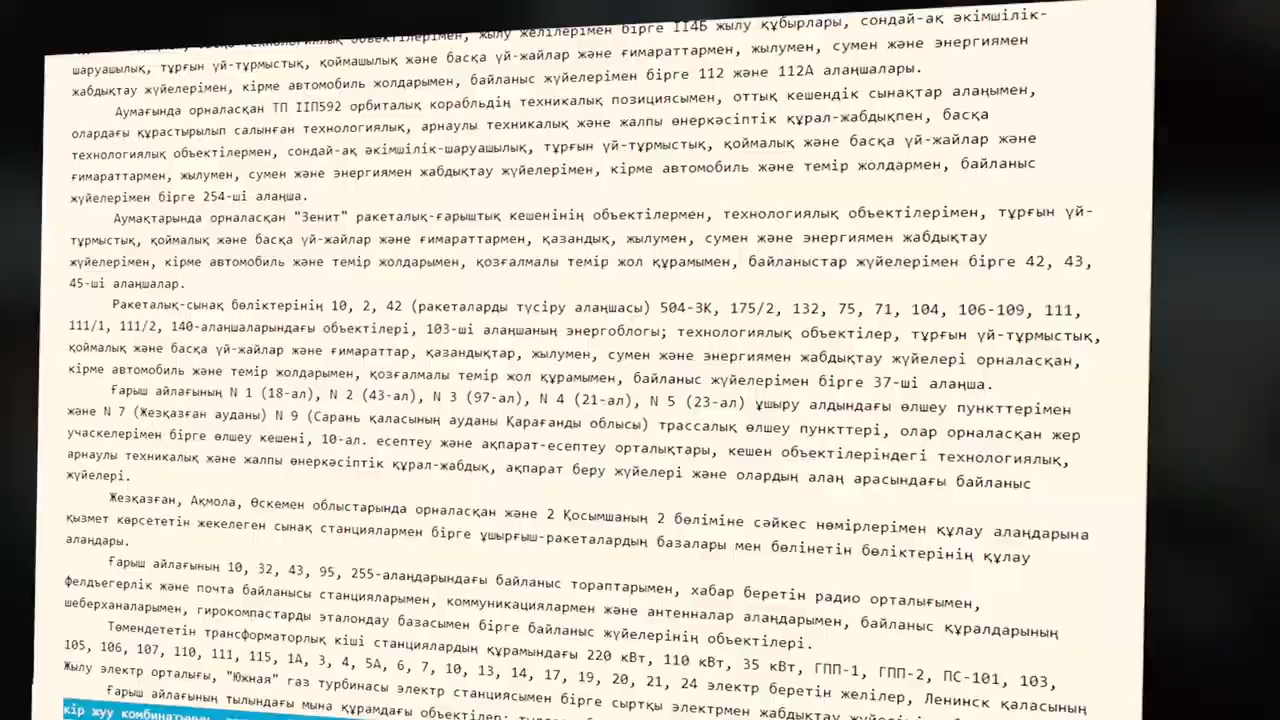 технологиялық объектілерімен, жылу желілерімен бірге ІІ4Б жылу құбырлары, сондай-ақ әкімшілік-
шаруашылық, тұрғын үй-тұрмыстық, қоймашылық және басқа үй-жайлар және ғимараттармен, жылумен, сумен және энергиямен
жабдықтау жүйелерімен, кірме автомобиль жолдарымен, байланыс жүйелерімен бірге 112 және 112А алаңшалары.
Аумағында орналасқан ТП ІІП592 орбиталық корабльдің техникалық позициясымен, оттық кешендік сынақтар алаңымен,
олардағы құрастырылып салынған технологиялық, арнаулы техникалық және жалпы өнеркәсіптік құрал-жабдықпен, басқа
технологиялық объектілермен, сондай-ақ әкімшілік-шаруашылық, тұрғын үй-тұрмыстық, қоймалық және басқа үй-жайлар және
ғимараттармен, жылумен, сумен және энергиямен жабдықтау жүйелерімен, кірме автомобиль және темір жолдармен, байланыс
жүйелерімен бірге 254-ші алаңша.
Аумақтарында орналасқан "Зенит" ракеталық-ғарыштық кешенінің объектілермен, технологиялық объектілерімен, тұрғын үй-
тұрмыстық, қоймалық және басқа үй-жайлар және ғимараттармен, қазандық, жылумен, сумен және энергиямен жабдықтау
жүйелерімен, кірме автомобиль және темір жолдарымен, қозғалмалы темір жол құрамымен, байланыстар жүйелерімен бірге 42, 43,
45-ші алаңшалар.
Ракеталық-сынақ бөліктерінің 10, 2, 42 (ракеталарды түсіру алаңшасы) 504-ЗК, 175/2, 132, 75, 71, 104, 106-109, 111,
111/1, 111/2, 140-алаңшаларындағы объектілері, 103-ші алаңшаның энергоблогы; технологиялық объектілер, тұрғын үй-тұрмыстық,
қоймалық және басқа үй-жайлар және ғимараттар, қазандықтар, жылумен, сумен және энергиямен жабдықтау жүйелері орналасқан,
кірме автомобиль және темір жолдарымен, қозғалмалы темір жол құрамымен, байланыс жүйелерімен бірге 37-ші алаңша.
Ғарыш айлағының N 1 (18-ал), N 2 (43-ал), N 3 (97-ал), N 4 (21-ал), N 5 (23-ал) ұшыру алдындағы өлшеу пункттерімен
және N 7 (Жезқазған ауданы) N 9 (Сарань қаласының ауданы Қарағанды облысы) трассалық өлшеу пункттері, олар орналасқан жер
учаскелерімен бірге өлшеу кешені, 10-ал. есептеу және ақпарат-есептеу орталықтары, кешен объектілеріндегі технологиялық,
арнаулы техникалық және жалпы өнеркәсіптік құрал-жабдық, ақпарат беру жүйелері және олардың алаң арасындағы байланыс
жүйелері.
Жезқазған, Ақмола, Өскемен облыстарында орналасқан және 2 Қосымшаның 2 бөліміне сәйкес нөмірлерімен құлау алаңдарына
қызмет көрсететін жекелеген сынақ станциялармен бірге ұшырғыш-ракеталардың базалары мен бөлінетін бөліктерінің құлау
алаңдары.
Ғарыш айлағының 10, 32, 43, 95, 255-алаңдарындағы байланыс тораптарымен, хабар беретін радио орталығымен,
фелдъегерлік және почта байланысы станцияларымен, коммуникациялармен және антенналар алаңдарымен, байланыс құралдарының
шеберханаларымен, гирокомпастарды эталондау базасымен бірге байланыс жүйелерінің объектілері.
Төмендететін трансформаторлық кіші станциялардың құрамындағы 220 кВт, 110 кВт, 35 кВт, ГПП-1, ГПП-2, ПС-101, 103,
105, 106, 107, 110, 111, 115, 1А, 3, 4, 5А, 6, 7, 10, 13, 14, 17, 19, 20, 21, 24 электр беретін желілер, Ленинск қаласының
Жылу электр орталығы, "Южная" газ турбинасы электр станциясымен бірге сыртқы электрмен жабдықтау
Ғарыш айлағының тылындағы мына құрамдағы объектілер:
кір жуу